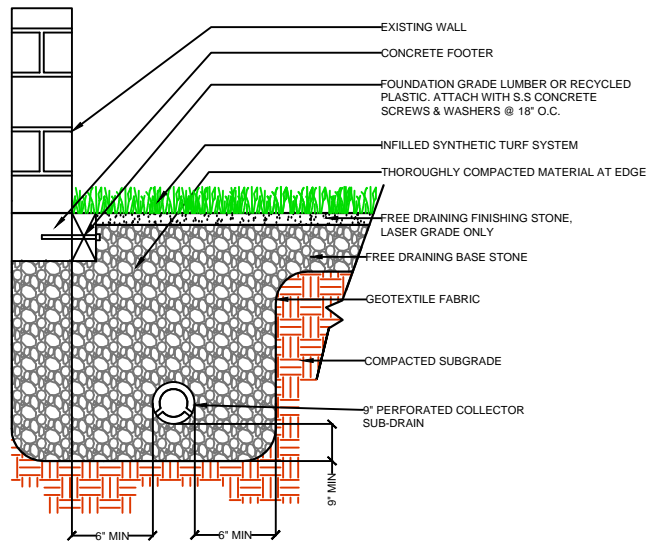 EXISTING WALL
CONCRETE FOOTER
FOUNDATION GRADE LUMBER OR RECYCLED
PLASTIC. ATTACH WITH S.S CONCRETE
SCREWS & WASHERS @ 18" O.C.
INFILLED SYNTHETIC TURF SYSTEM
THOROUGHLY COMPACTED MATERIAL AT EDGE
FREE DRAINING FINISHING STONE,
LASER GRADE ONLY
FREE DRAINING BASE STONE
GEOTEXTILE FABRIC
COMPACTED SUBGRADE
9" PERFORATED COLLECTOR
SUB-DRAIN
9" MIN
6" MIN
6" MIN